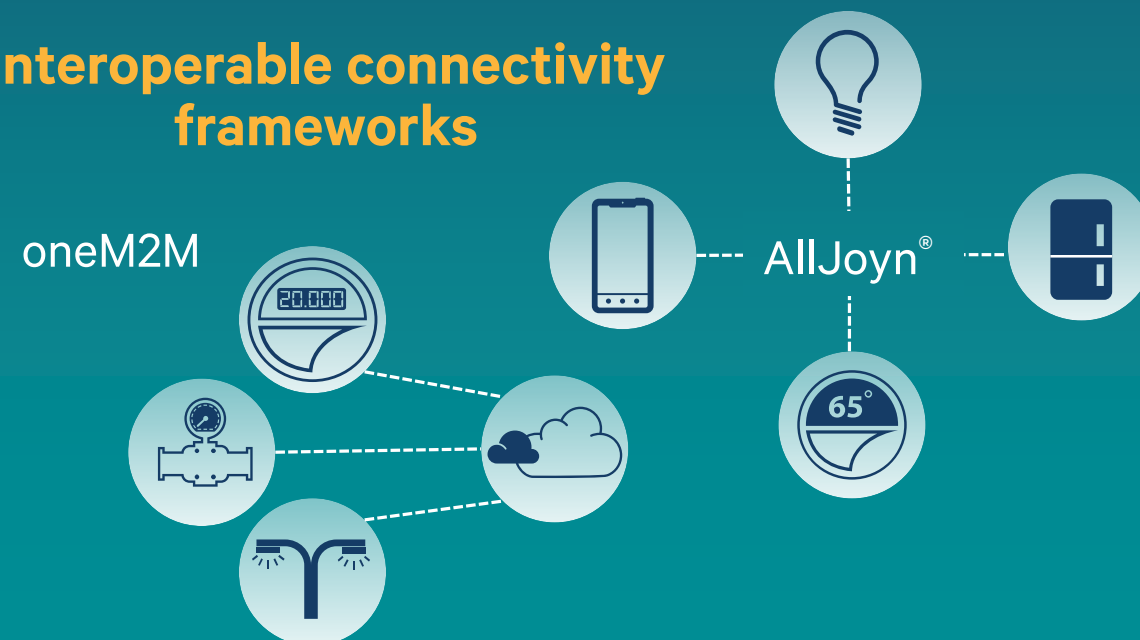 nteroperable connectivity
frameworks
oneM2M
AllJoyn®
20.000
65°